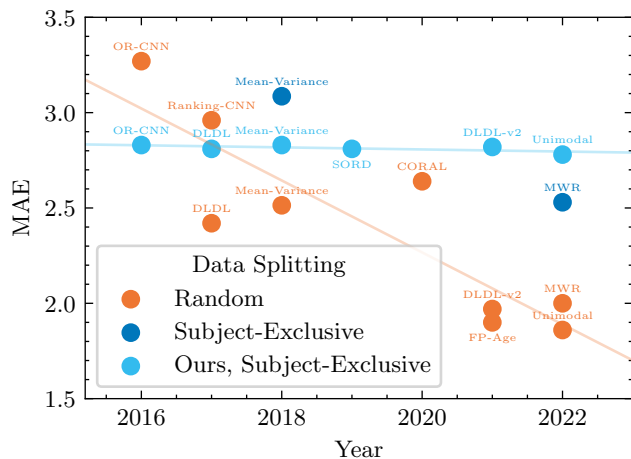 3.5
3.0
2.5
2.0
1.5
MAE
OR-CNN
Mean-Variance
Ranking-CNN
OR-CNN
DLDL
Mean-Variance
SORD
DLDL-v2
Unimodal
CORAL
DLDL
Mean-Variance
MWR
DLDL-v2
MWR
FP-Age
Unimodal
Data Splitting
Random
Subject-Exclusive
Ours, Subject-Exclusive
2016
2018
2020
2022
Year